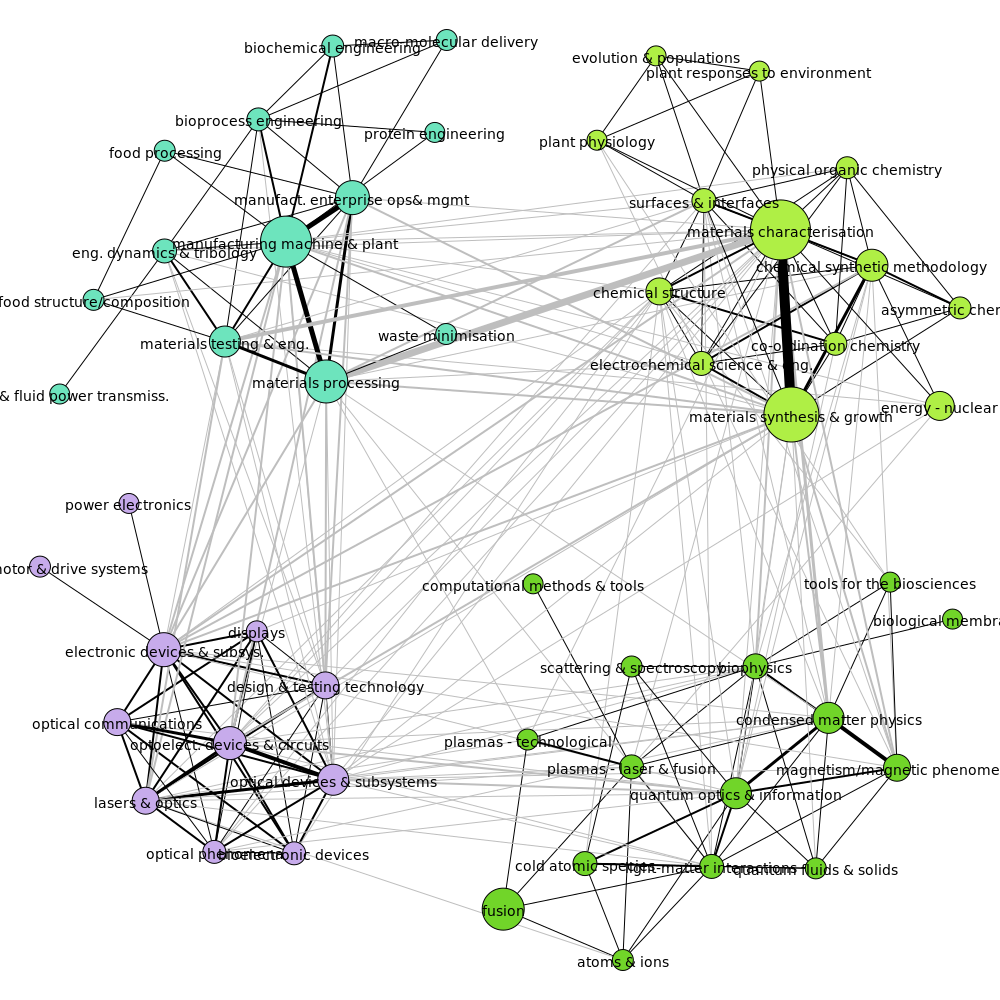 biochemical engineering
macro-molecular delivery
bioprocess engineering
protein engineering
food processing
manufact. enterprise ops& mgmt
manufacturing machine & plant
eng. dynamics & tribology
food structure/composition
materials testing & eng.
waste minimisation
materials processing
& fluid power transmiss.
evolution & populations
plant responses to environment
plant physiology
physical organic chemistry
surfaces & interfaces
materials characterisation
chemical synthetic methodology
chemical structure
asymmetric cher
co-ordination chemistry
electrochemical science & eng.
materials synthesis & growth
energy - nuclear
power electronics
motor & drive systems
displays
electronic devices & subsys.
design & testing technology
optical communications
optoelect. devices & circuits
optical devices & subsystems
lasers & optics
optical phenomena
bioelectronic devices
computational methods & tools
tools for the biosciences
biological membra
scattering & spectroscopy
biophysics
condensed matter physics
plasmas - technological
plasmas - laser & fusion
magnetism/magnetic phenome
quantum optics & information
cold atomic species
light-matter interactions
quantum fluids & solids
fusion
atoms & ions